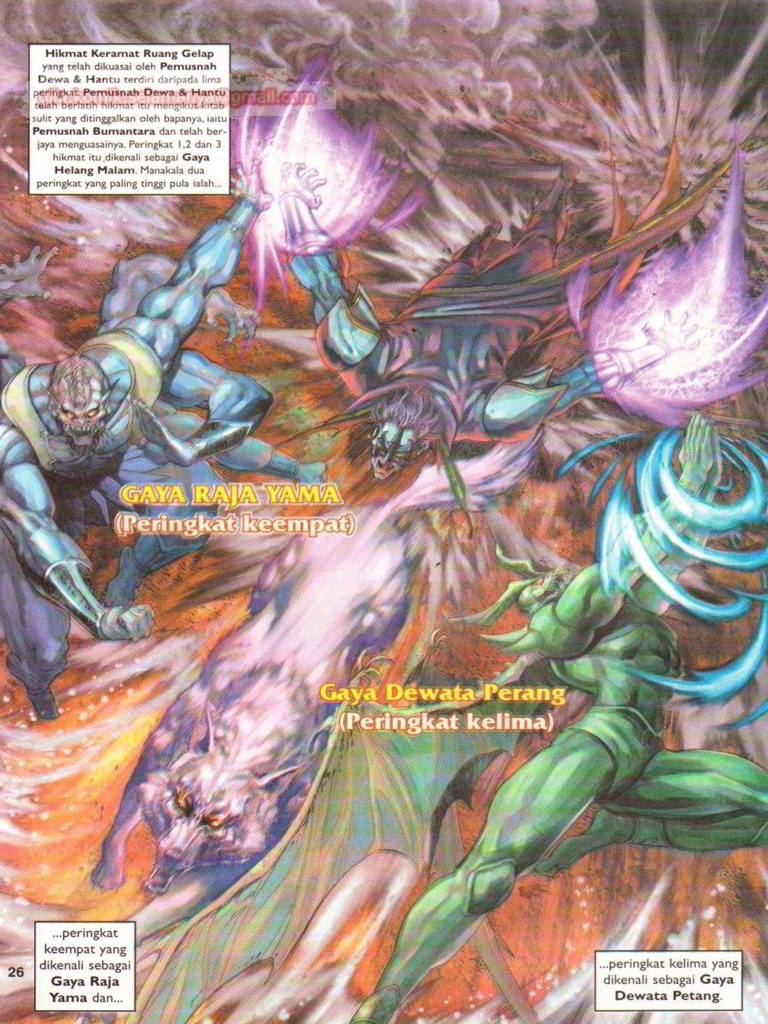 Hikmat Keramat Ruang Gelap
yang telah dikuasai oleh Pemusnah
Dewa & Hantu terdiri daripada lima
peringkat. Pemusnah Dewa & Hantu
telah berlatih hikmat itu mengikut kitab
sulit yang ditinggalkan oleh bapanya, iaitu
Pemusnah Bumantara dan telah ber-
jaya menguasainya. Peringkat 1,2 dan 3
hikmat itu dikenali sebagai Gaya
Helang Malam. Manakala dua
peringkat yang paling tinggi pula ialah...
gmail.com
GAYA RAJA YAMA
(Peringkat keempat)
Gaya Dewata Perang
(Peringkat kelima)
...peringkat
keempat yang
dikenali sebagai
Gaya Raja
Yama dan...
26
...peringkat kelima yang
dikenali sebagai Gaya
Dewata Petang.